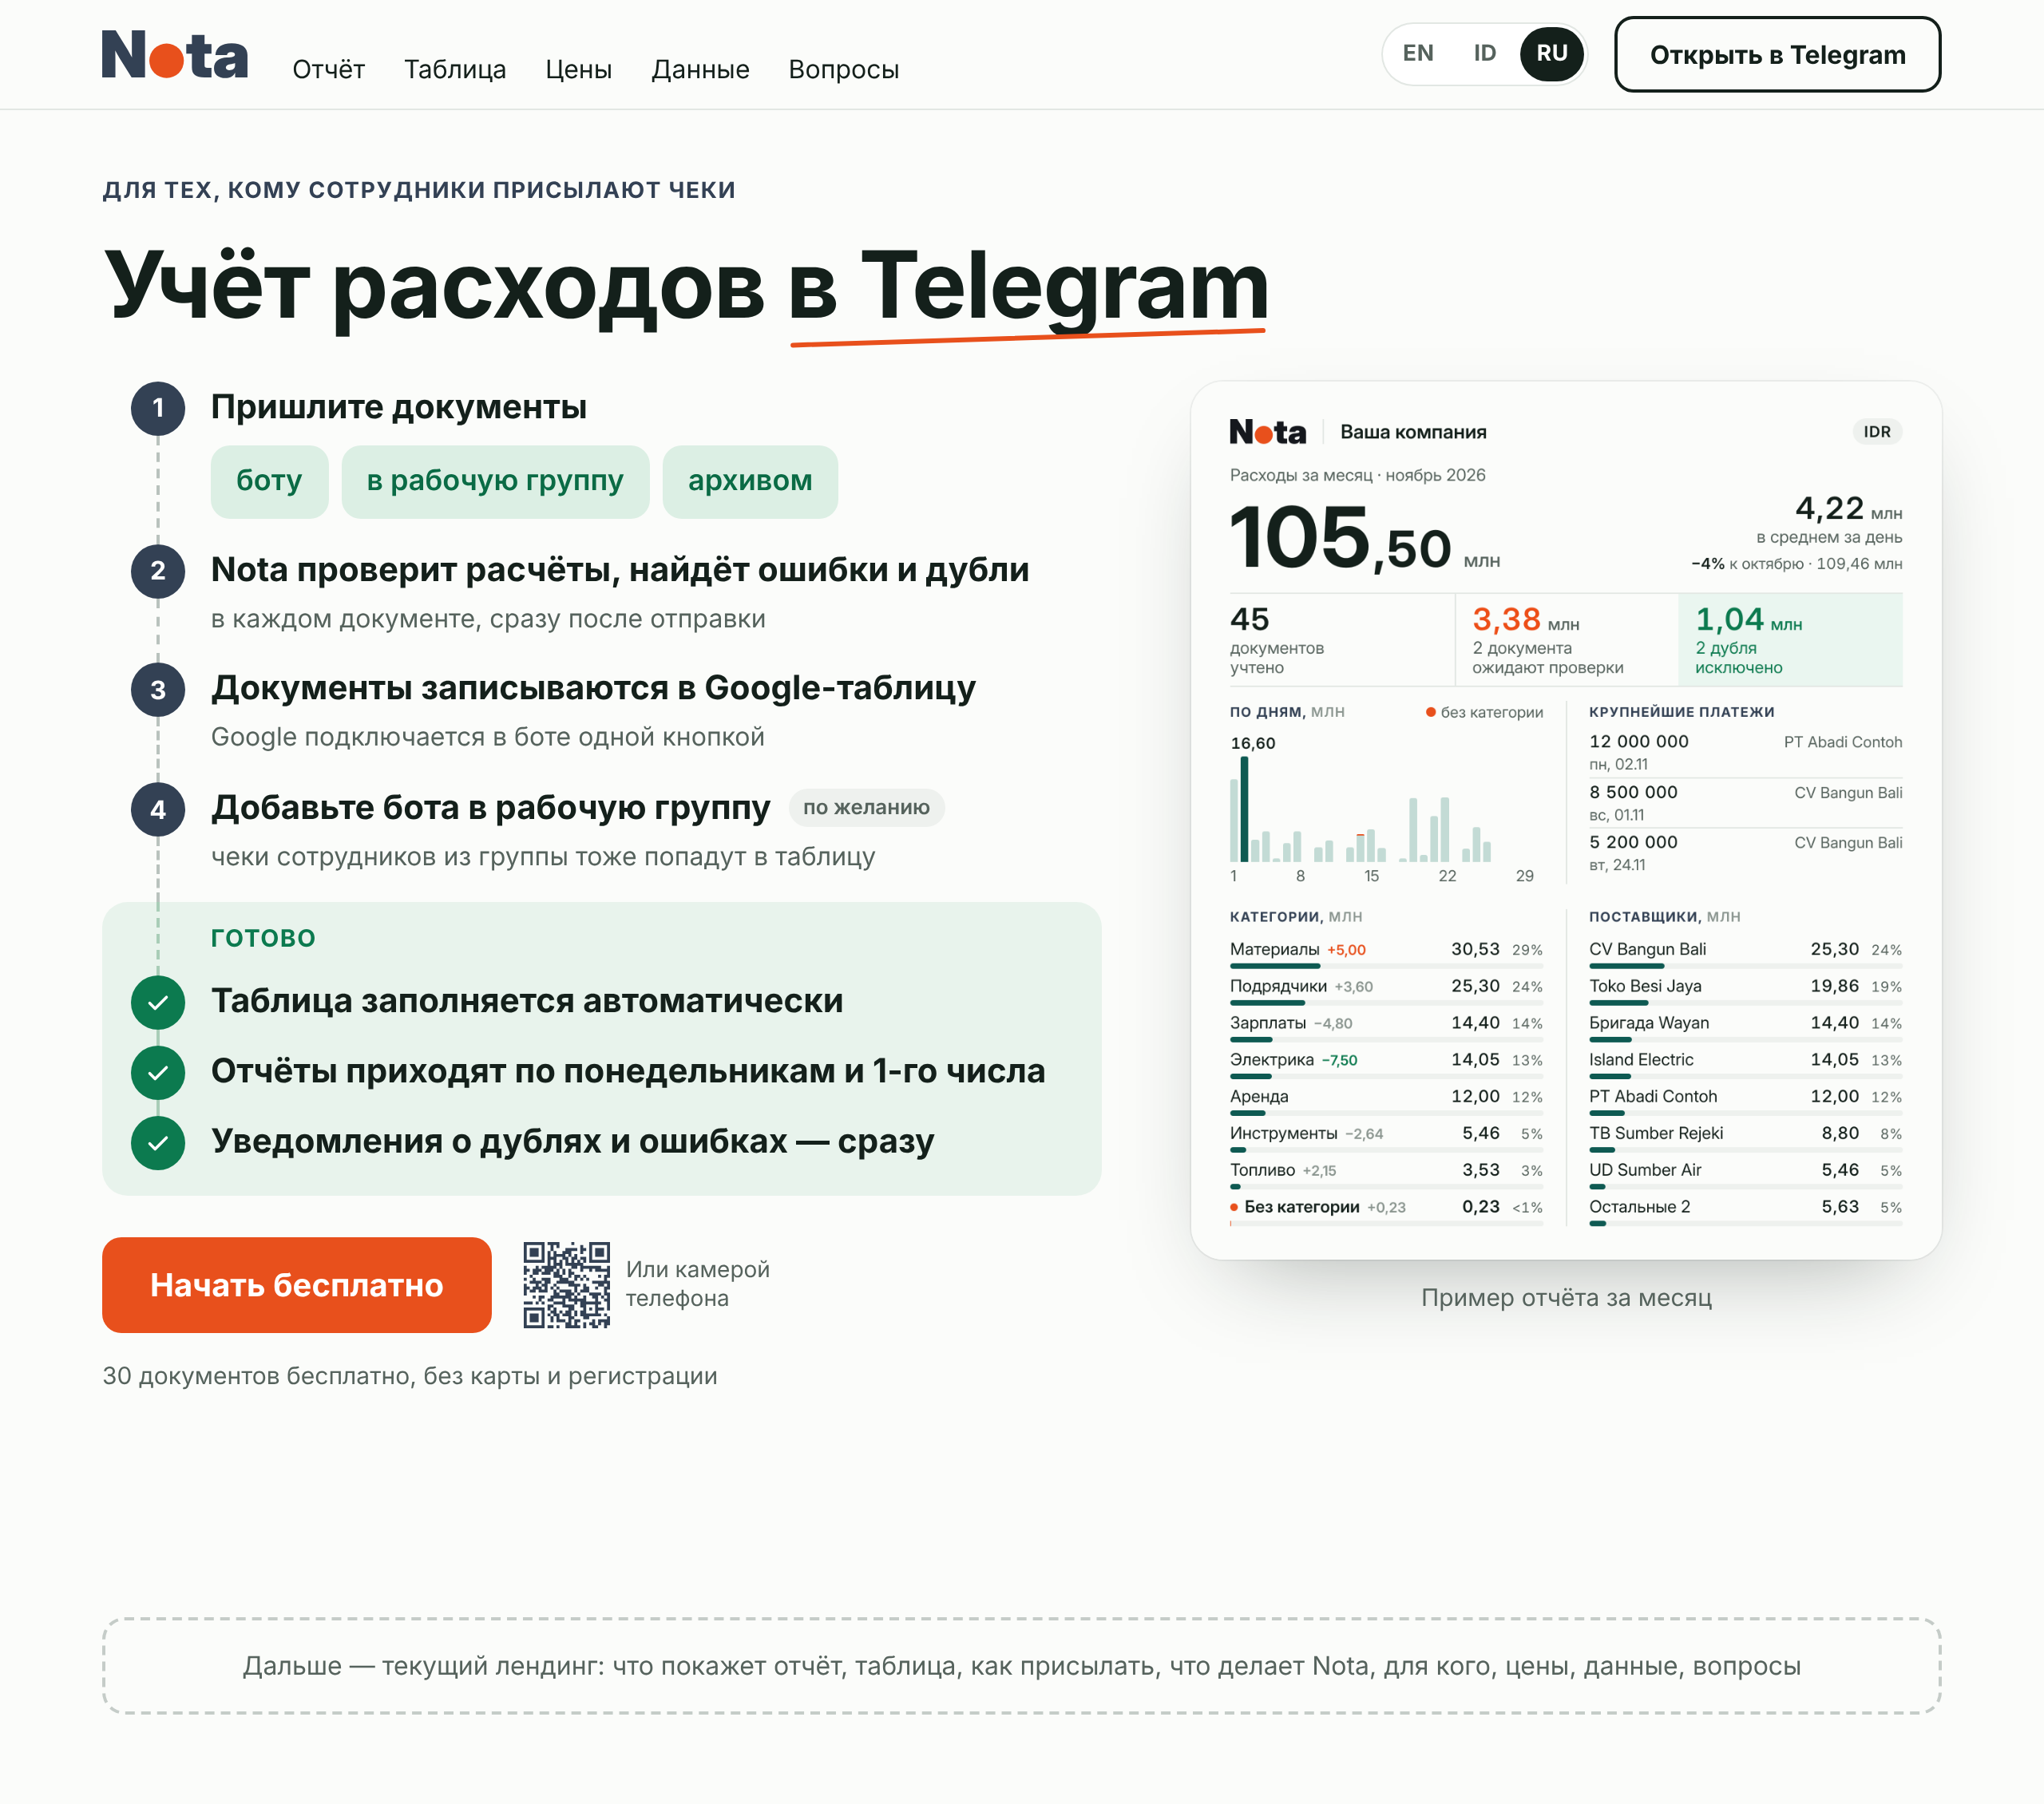 Nota
Отчёт Таблица Цены Данные Вопросы
EN ID RU
Открыть в Telegram
ДЛЯ ТЕХ, КОМУ СОТРУДНИКИ ПРИСЫЛАЮТ ЧЕКИ
Учёт расходов в Telegram
1 Пришлите документы
боту в рабочую группу архивом
2 Nota проверит расчёты, найдёт ошибки и дубли
в каждом документе, сразу после отправки
3 Документы записываются в Google-таблицу
Google подключается в боте одной кнопкой
4 Добавьте бота в рабочую группу по желанию
чеки сотрудников из группы тоже попадут в таблицу
ГОТОВО
Таблица заполняется автоматически
Отчёты приходят по понедельникам и 1-го числа
Уведомления о дублях и ошибках — сразу
Начать бесплатно
Или камерой
телефона
30 документов бесплатно, без карты и регистрации
Nota Ваша компания IDR
Расходы за месяц · ноябрь 2026
105,50 млн
4,22 млн
в среднем за день
−4% к октябрю · 109,46 млн
45
документов
учтено
3,38 млн
2 документа
ожидают проверки
1,04 млн
2 дубля
исключено
ПО ДНЯМ, МЛН без категории
16,60
1 8 15 22 29
КРУПНЕЙШИЕ ПЛАТЕЖИ
12 000 000 PT Abadi Contoh
пн, 02.11
8 500 000 CV Bangun Bali
вс, 01.11
5 200 000 CV Bangun Bali
вт, 24.11
КАТЕГОРИИ, МЛН
Материалы +5,00 30,53 29%
Подрядчики +3,60 25,30 24%
Зарплаты −4,80 14,40 14%
Электрика −7,50 14,05 13%
Аренда 12,00 12%
Инструменты −2,64 5,46 5%
Топливо +2,15 3,53 3%
Без категории +0,23 0,23 <1%
ПОСТАВЩИКИ, МЛН
CV Bangun Bali 25,30 24%
Toko Besi Jaya 19,86 19%
Бригада Wayan 14,40 14%
Island Electric 14,05 13%
PT Abadi Contoh 12,00 12%
TB Sumber Rejeki 8,80 8%
UD Sumber Air 5,46 5%
Остальные 2 5,63 5%
Пример отчёта за месяц
Дальше — текущий лендинг: что покажет отчёт, таблица, как присылать, что делает Nota, для кого, цены, данные, вопросы